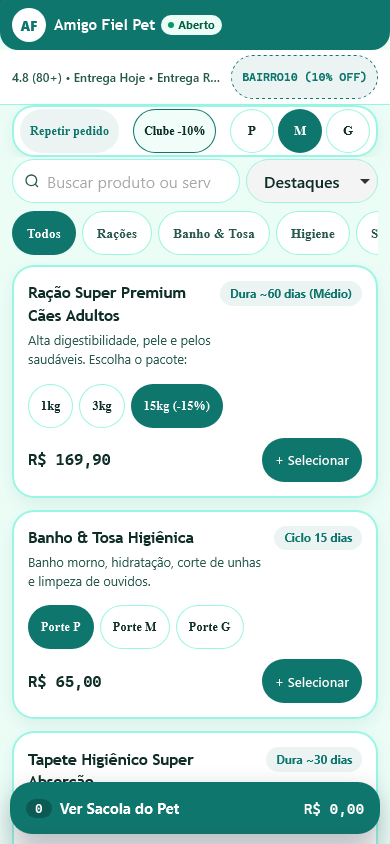 AF Amigo Fiel Pet Aberto
4.8 (80+) • Entrega Hoje • Entrega R... BAIRRO10 (10% OFF)
Repetir pedido Clube -10% P M G
Buscar produto ou serv Destaques
Todos Rações Banho & Tosa Higiene S
Ração Super Premium Cães Adultos Dura ~60 dias (Médio)
Alta digestibilidade, pele e pelos
saudáveis. Escolha o pacote:
1kg 3kg 15kg (-15%)
R$ 169,90 + Selecionar
Banho & Tosa Higiênica Ciclo 15 dias
Banho morno, hidratação, corte de unhas
e limpeza de ouvidos.
Porte P Porte M Porte G
R$ 65,00 + Selecionar
Tapete Higiênico Super Dura ~30 dias
Absorção
0 Ver Sacola do Pet R$ 0,00